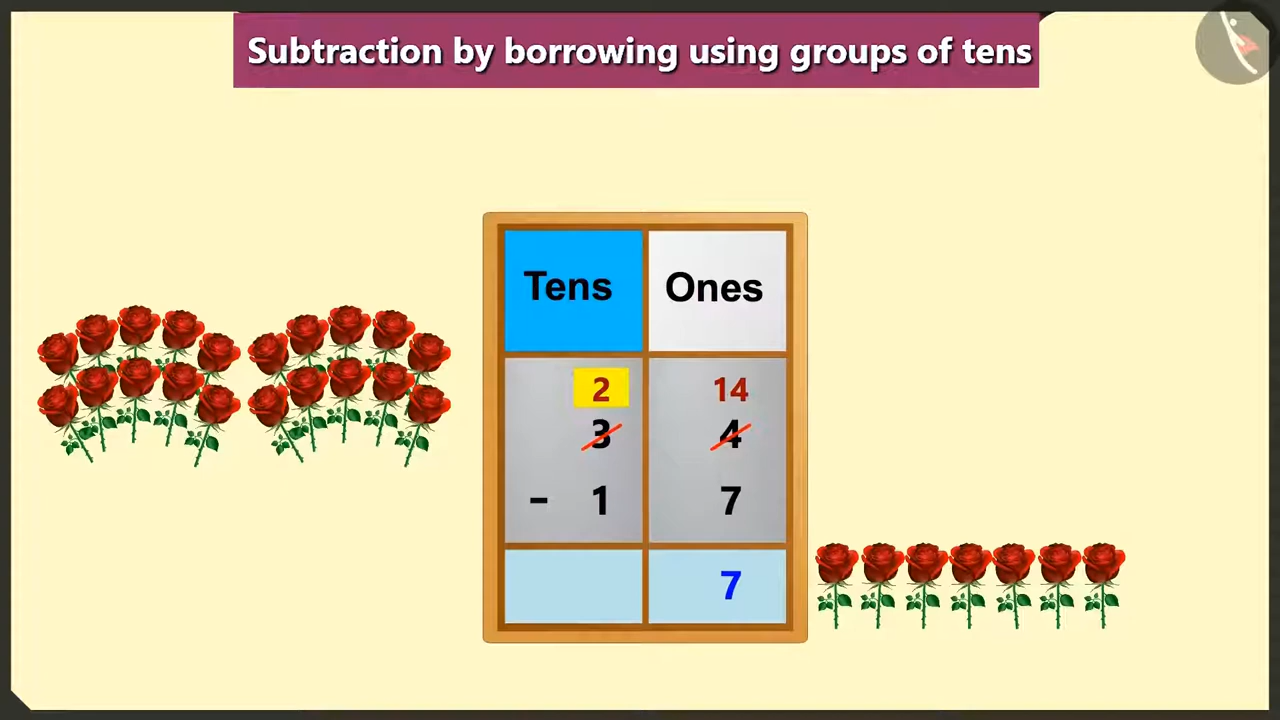 Subtraction by borrowing using groups of tens
Tens Ones
2 14
3 4
- 1 7
7